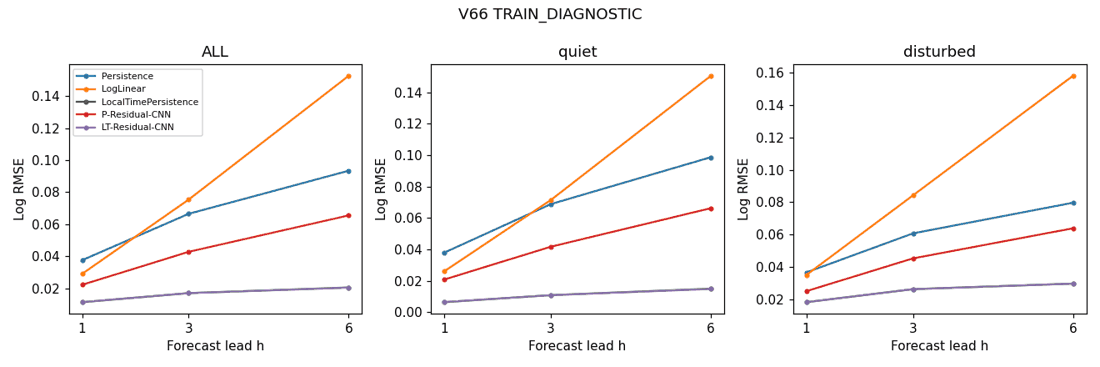 V66 TRAIN_DIAGNOSTIC
ALL
Log RMSE
0.14
0.12
0.10
0.08
0.06
0.04
0.02
Persistence
LogLinear
LocalTimePersistence
P-Residual-CNN
LT-Residual-CNN
1
3
6
Forecast lead h
quiet
Log RMSE
0.14
0.12
0.10
0.08
0.06
0.04
0.02
0.00
1
3
6
Forecast lead h
disturbed
Log RMSE
0.16
0.14
0.12
0.10
0.08
0.06
0.04
0.02
1
3
6
Forecast lead h